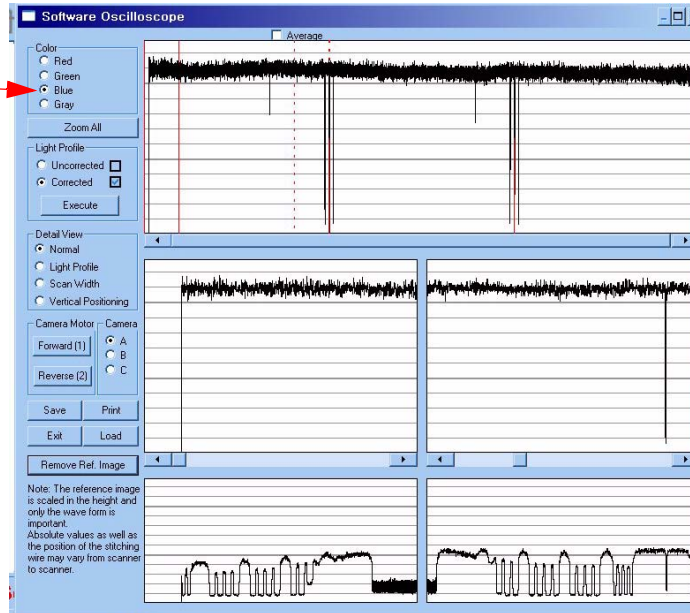 Software Oscilloscope
Average
Color
Red
Green
Blue
Gray
Zoom All
Light Profile
Uncorrected
Corrected
Execute
Detail View
Normal
Light Profile
Scan Width
Vertical Positioning
Camera Motor
Camera
Forward (1)
Reverse (2)
A
B
C
Save Print
Exit Load
Remove Ref. Image
Note: The reference image
is scaled in the height and
only the wave form is
important.
Absolute values as well as
the position of the stitching
wire may vary from scanner
to scanner.